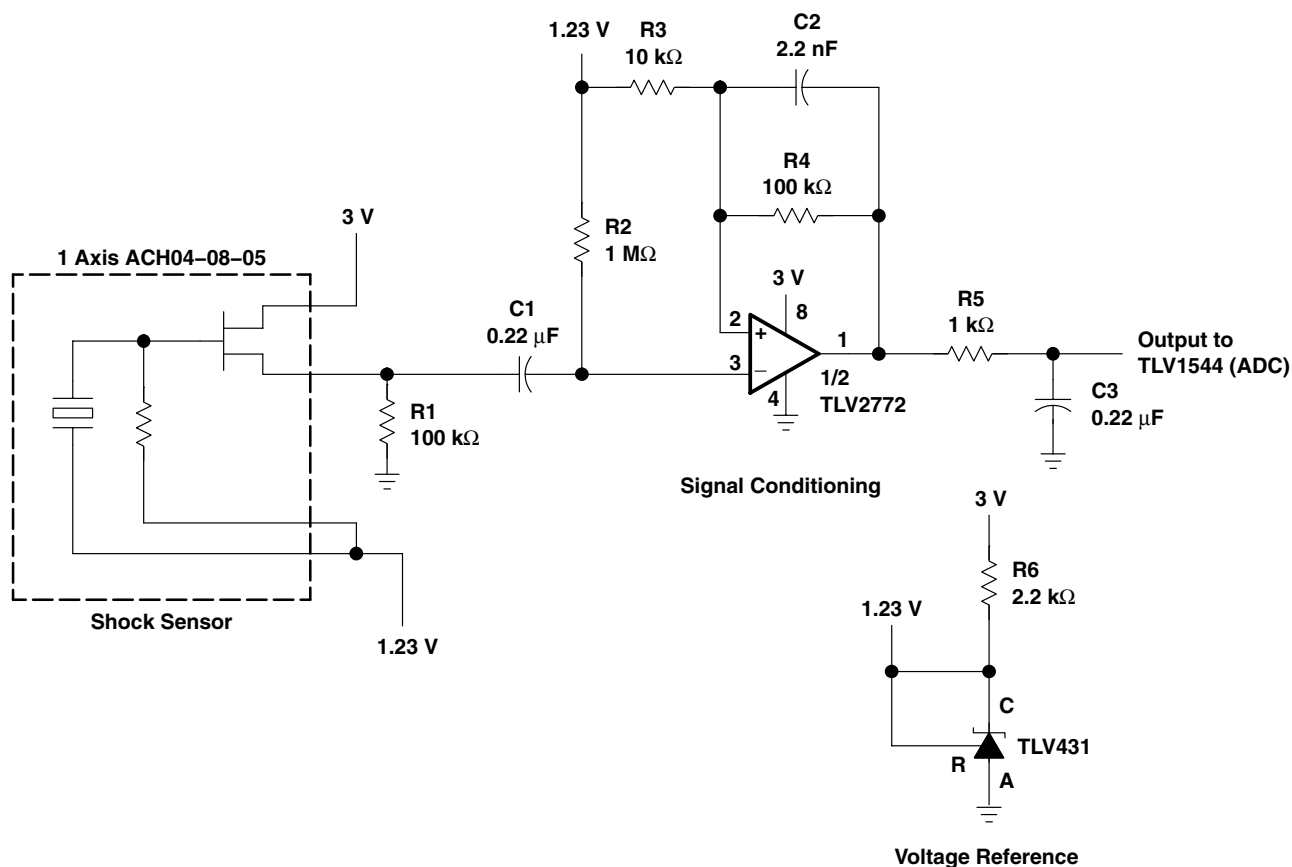 1.23 V
R3
10 kΩ
C2
2.2 nF
R4
100 kΩ
3 V
R2
1 MΩ
1 Axis ACH04−08−05
C1
0.22 μF
3 V
8
2
+
1
3
−
4
1/2
TLV2772
R5
1 kΩ
Output to
TLV1544 (ADC)
C3
0.22 μF
R1
100 kΩ
Signal Conditioning
Shock Sensor
1.23 V
3 V
R6
2.2 kΩ
1.23 V
C
TLV431
R
A
Voltage Reference